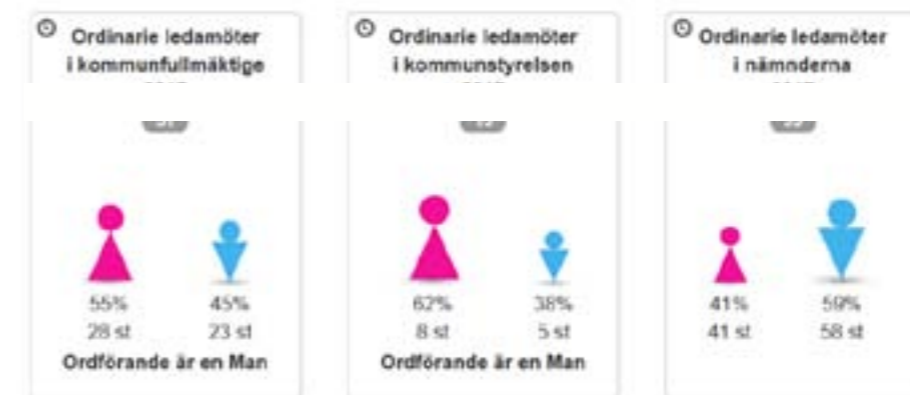 Ordinarie ledamöter
i kommunfullmäktige
55% 45%
28 st 23 st
Ordförande är en Man
Ordinarie ledamöter
i kommunstyrelsen
62% 38%
8 st 5 st
Ordförande är en Man
Ordinarie ledamöter
i nämnderna
41% 59%
41 st 58 st